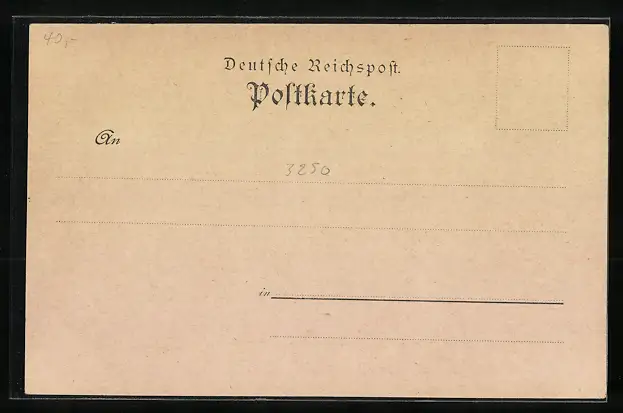 40,-
Deutſche Reichspoſt.
Poſtkarte.
An
3250
in